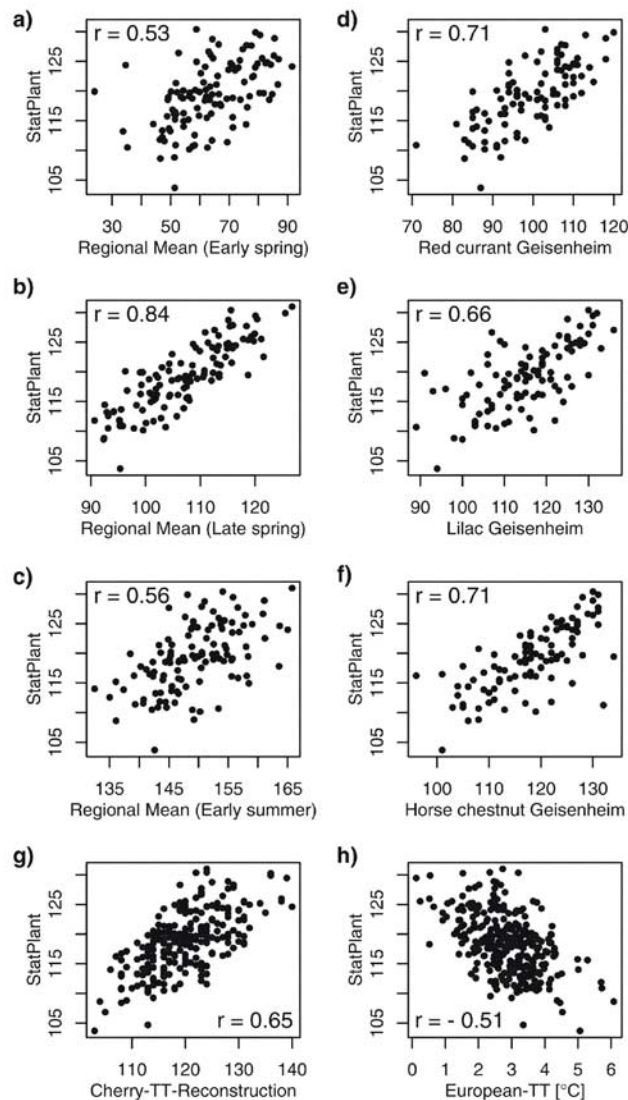 a)
r = 0.53
StatPlant
105 115 125
30 50 70 90
Regional Mean (Early spring)
d)
r = 0.71
StatPlant
105 115 125
70 80 90 100 110 120
Red currant Geisenheim
b)
r = 0.84
StatPlant
105 115 125
90 100 110 120
Regional Mean (Late spring)
e)
r = 0.66
StatPlant
105 115 125
90 100 110 120 130
Lilac Geisenheim
c)
r = 0.56
StatPlant
105 115 125
135 145 155 165
Regional Mean (Early summer)
f)
r = 0.71
StatPlant
105 115 125
100 110 120 130
Horse chestnut Geisenheim
g)
r = 0.65
StatPlant
105 115 125
110 120 130 140
Cherry-TT-Reconstruction
h)
r = - 0.51
StatPlant
105 115 125
0 1 2 3 4 5 6
European-TT [°C]